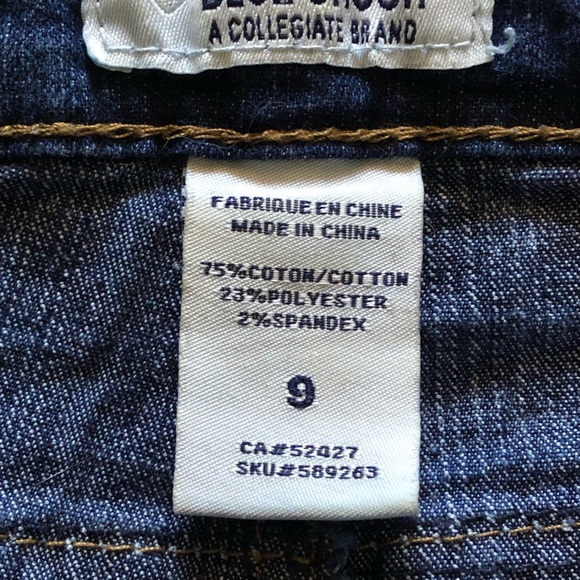 A COLLEGIATE BRAND
FABRIQUE EN CHINE
MADE IN CHINA
75%COTON/COTTON
23%POLYESTER
2%SPANDEX
9
CA#52427
SKU#589263